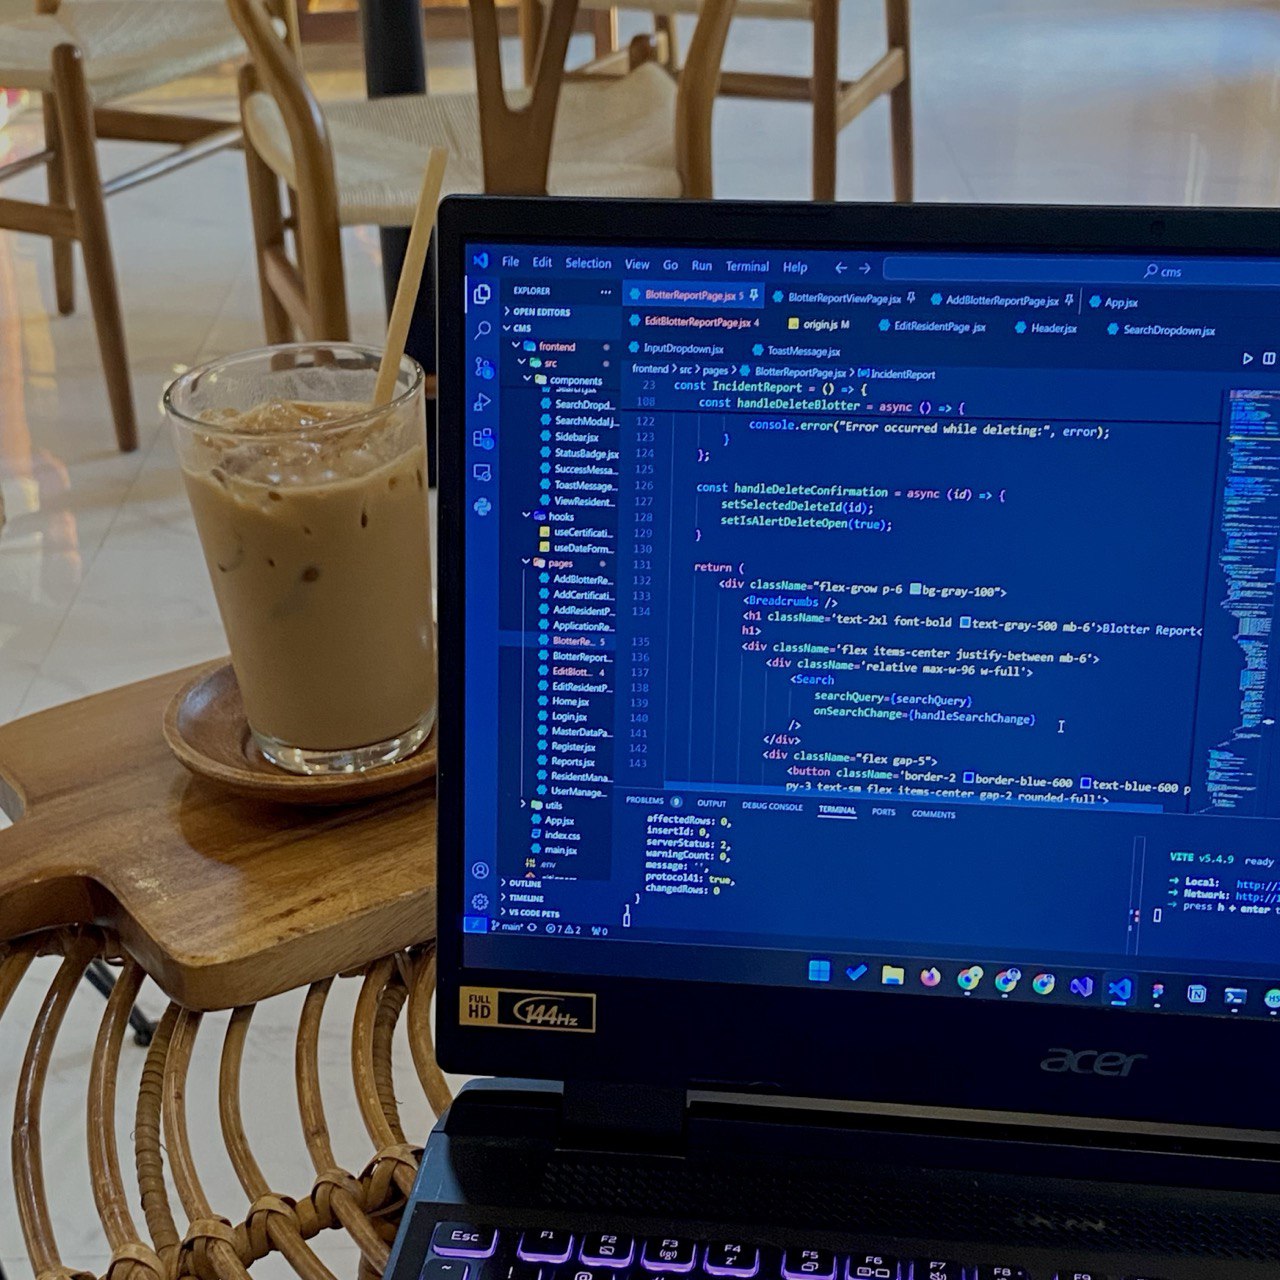 File Edit Selection View Go Run Terminal Help
cms
EXPLORER ...
OPEN EDITORS
CMS
frontend
src
components
Search.jsx
SearchDropd...
SearchModal.j...
Sidebar.jsx
StatusBadge.jsx
SuccessMessa...
ToastMessage...
ViewResident...
hooks
useCertificati...
useDateForm...
pages
AddBlotterRe...
AddCertificati...
AddResidentP...
ApplicationRe...
BlotterRe... 5
BlotterReport...
EditBlott... 4
EditResidentP...
Home.jsx
Login.jsx
MasterDataPa...
Register.jsx
Reports.jsx
ResidentMana...
UserManage...
utils
App.jsx
index.css
main.jsx
.env
OUTLINE
TIMELINE
VS CODE PETS
BlotterReportPage.jsx 5 BlotterReportViewPage.jsx AddBlotterReportPage.jsx App.jsx
EditBlotterReportPage.jsx 4 origin.js M EditResidentPage.jsx Header.jsx SearchDropdown.jsx
InputDropdown.jsx ToastMessage.jsx
frontend > src > pages > BlotterReportPage.jsx > IncidentReport
23 const IncidentReport = () => {
108 const handleDeleteBlotter = async () => {
122 console.error("Error occurred while deleting:", error);
123 }
124 };
125
126 const handleDeleteConfirmation = async (id) => {
127 setSelectedDeleteId(id);
128 setIsAlertDeleteOpen(true);
129 }
130
131 return (
132 <div className="flex-grow p-6 bg-gray-100">
133 <Breadcrumbs />
134 <h1 className='text-2xl font-bold text-gray-500 mb-6'>Blotter Report<
h1>
135 <div className='flex items-center justify-between mb-6'>
136 <div className='relative max-w-96 w-full'>
137 <Search
138 searchQuery={searchQuery}
139 onSearchChange={handleSearchChange}
140 />
141 </div>
142 <div className="flex gap-5">
143 <button className='border-2 border-blue-600 text-blue-600 p
py-3 text-sm flex items-center gap-2 rounded-full'>
PROBLEMS 9 OUTPUT DEBUG CONSOLE TERMINAL PORTS COMMENTS
affectedRows: 0,
insertId: 0,
serverStatus: 2,
warningCount: 0,
message: '',
protocol41: true,
changedRows: 0
}
]
VITE v5.4.9 ready
➜ Local: http://
➜ Network: http://
➜ press h + enter t
main* 7 2 0
FULL HD 144Hz
acer
Esc F1 F2 F3 F4 F5 F6 F7 F8 F9
~ ! @